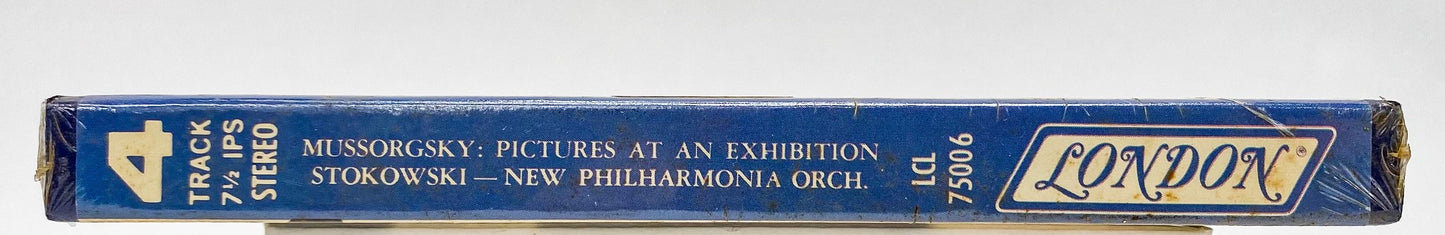 4
TRACK
7½ IPS
STEREO
MUSSORGSKY: PICTURES AT AN EXHIBITION
STOKOWSKI — NEW PHILHARMONIA ORCH.
LCL
75006
LONDON®